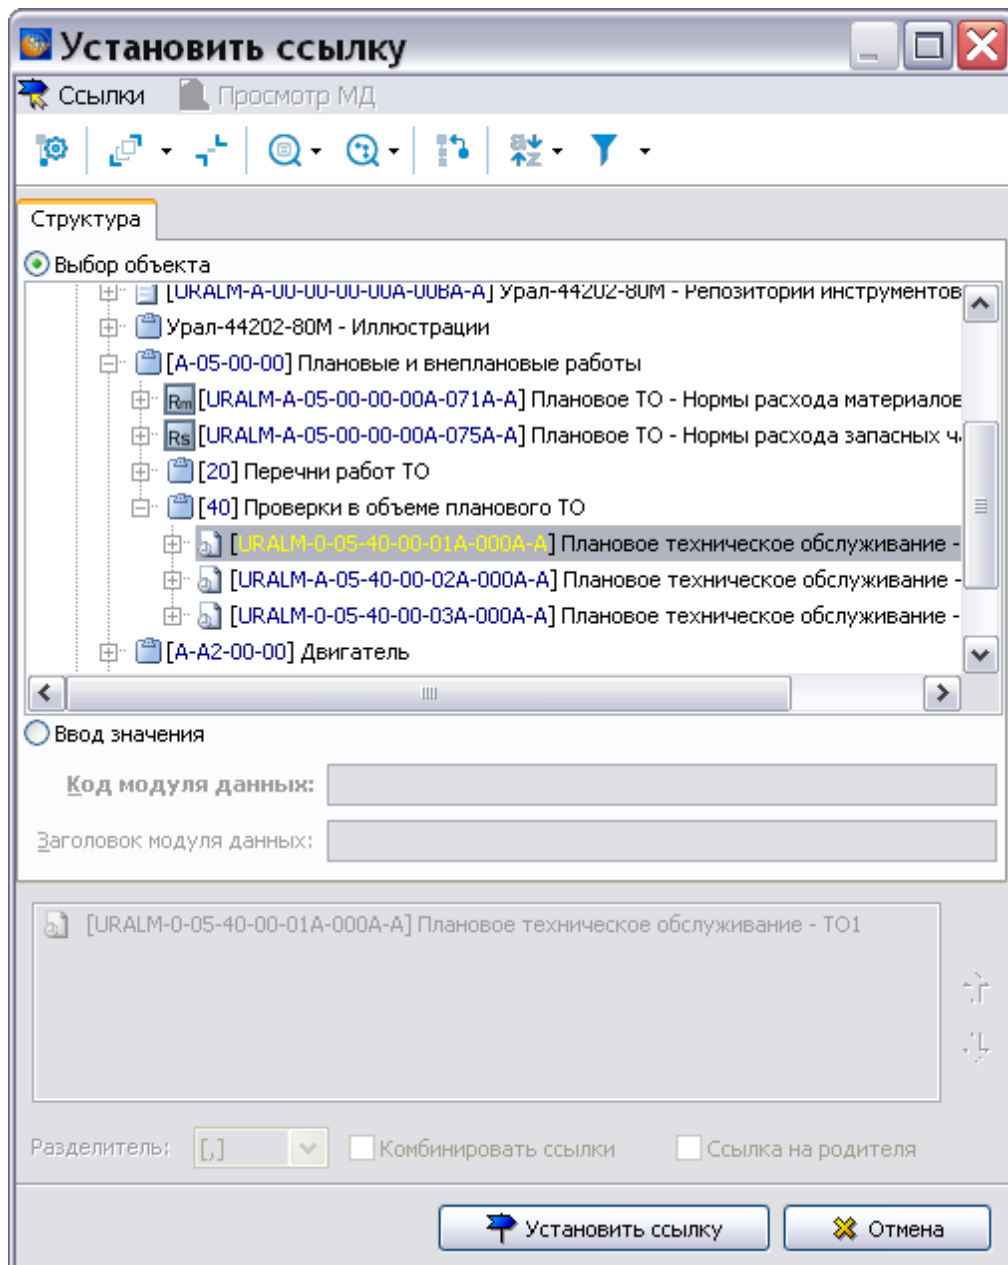 Установить ссылку
Ссылки Просмотр МД
Структура
Выбор объекта
[URALM-A-00-00-00-00A-00BA-A] Урал-44202-80М - Репозитории инструментов
Урал-44202-80М - Иллюстрации
[A-05-00-00] Плановые и внеплановые работы
Rm [URALM-A-05-00-00-00A-071A-A] Плановое ТО - Нормы расхода материалов
Rs [URALM-A-05-00-00-00A-075A-A] Плановое ТО - Нормы расхода запасных ч
[20] Перечни работ ТО
[40] Проверки в объеме планового ТО
[URALM-0-05-40-00-01A-000A-A] Плановое техническое обслуживание -
[URALM-A-05-40-00-02A-000A-A] Плановое техническое обслуживание -
[URALM-0-05-40-00-03A-000A-A] Плановое техническое обслуживание -
[A-A2-00-00] Двигатель
Ввод значения
Код модуля данных:
Заголовок модуля данных:
[URALM-0-05-40-00-01A-000A-A] Плановое техническое обслуживание - ТО1
Разделитель: [,] Комбинировать ссылки Ссылка на родителя
Установить ссылку Отмена